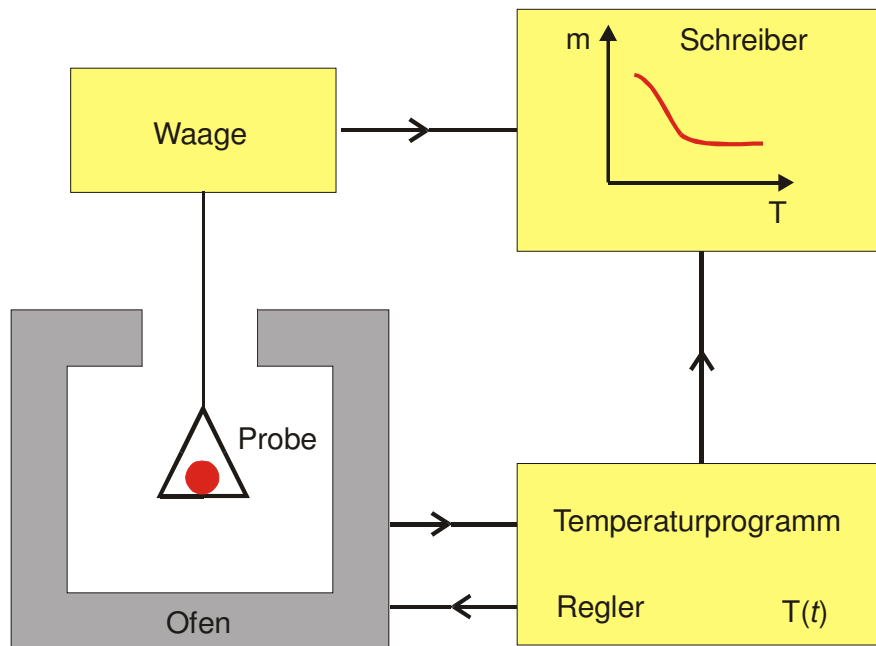 Waage
m
Schreiber
T
Probe
Ofen
Temperaturprogramm
Regler
T(t)